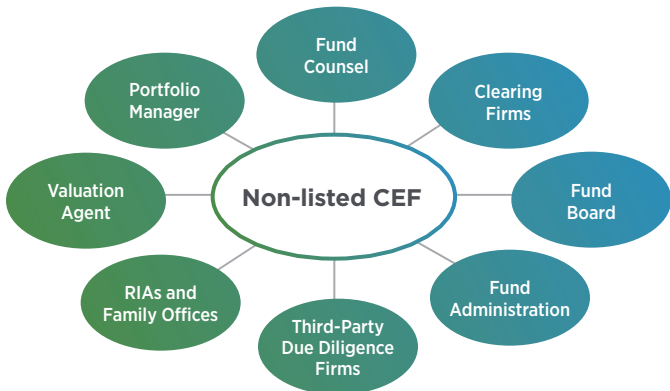 Fund
Counsel
Portfolio
Manager
Clearing
Firms
Valuation
Agent
Non-listed CEF
Fund
Board
RIAs and
Family Offices
Fund
Administration
Third-Party
Due Diligence
Firms